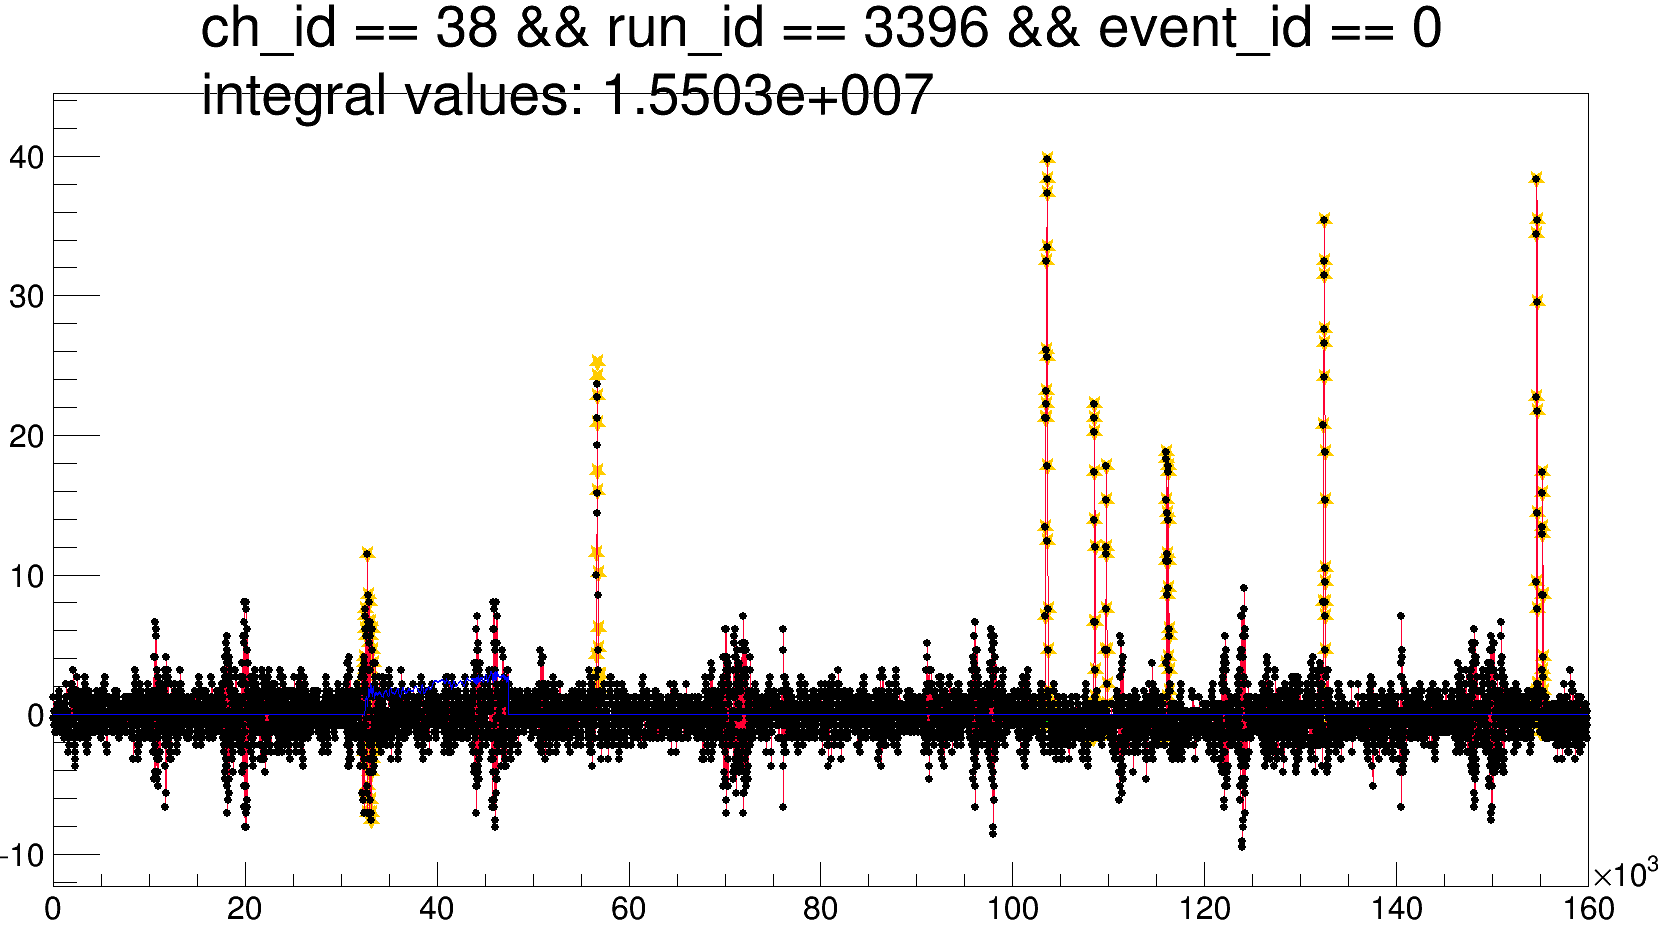 ch_id == 38 && run_id == 3396 && event_id == 0
integral values: 1.5503e+007
40
30
20
10
0
-10
0 20 40 60 80 100 120 140 160
×10³